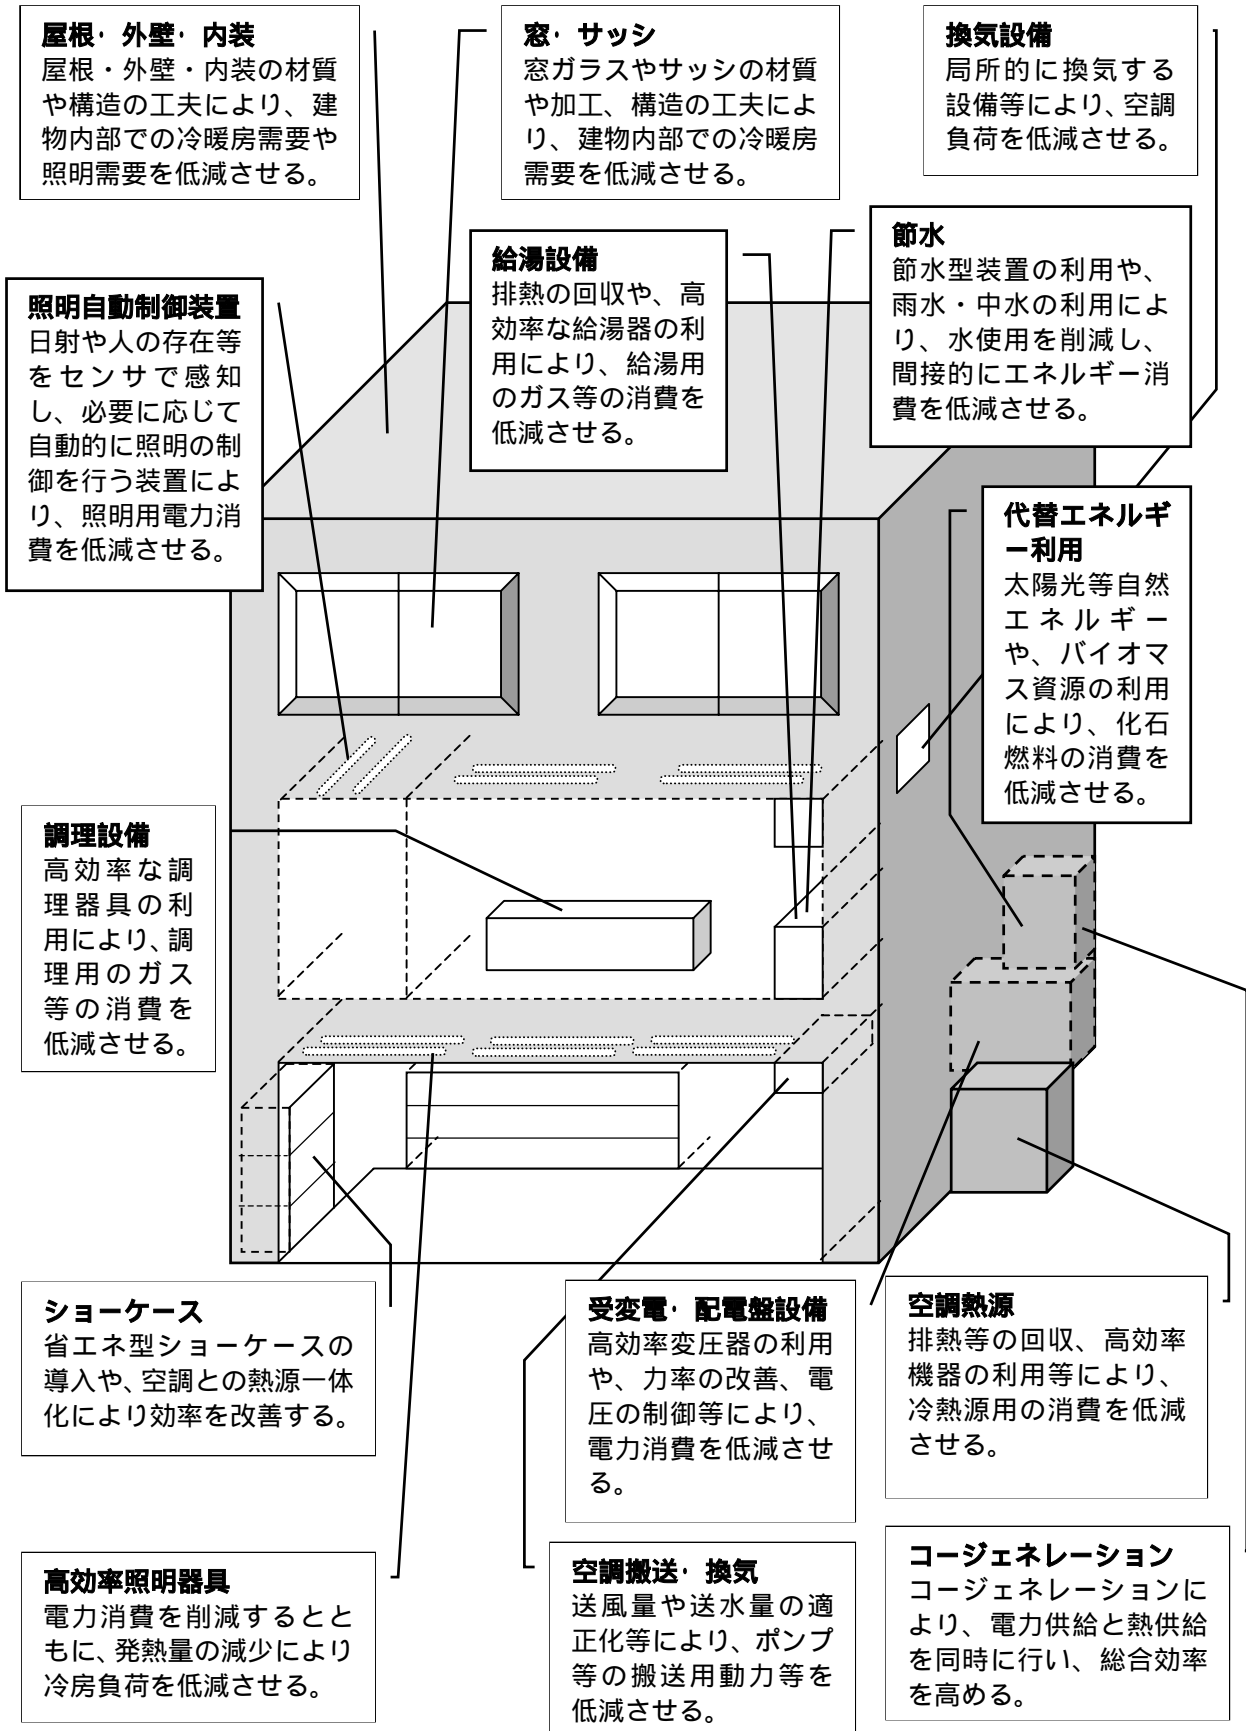 屋根・外壁・内装
屋根・外壁・内装の材質
や構造の工夫により、建
物内部での冷暖房需要や
照明需要を低減させる。
窓・サッシ
窓ガラスやサッシの材質
や加工、構造の工夫によ
り、建物内部での冷暖房
需要を低減させる。
換気設備
局所的に換気する
設備等により、空調
負荷を低減させる。
給湯設備
排熱の回収や、高
効率な給湯器の利
用により、給湯用
のガス等の消費を
低減させる。
節水
節水型装置の利用や、
雨水・中水の利用によ
り、水使用を削減し、
間接的にエネルギー消
費を低減させる。
照明自動制御装置
日射や人の存在等
をセンサで感知
し、必要に応じて
自動的に照明の制
御を行う装置によ
り、照明用電力消
費を低減させる。
代替エネルギ
ー利用
太陽光等自然
エネルギー
や、バイオマ
ス資源の利用
により、化石
燃料の消費を
低減させる。
調理設備
高効率な調
理器具の利
用により、調
理用のガス
等の消費を
低減させる。
ショーケース
省エネ型ショーケースの
導入や、空調との熱源一体
化により効率を改善する。
受変電・配電盤設備
高効率変圧器の利用
や、力率の改善、電
圧の制御等により、
電力消費を低減させ
る。
空調熱源
排熱等の回収、高効率
機器の利用等により、
冷熱源用の消費を低減
させる。
高効率照明器具
電力消費を削減するとと
もに、発熱量の減少により
冷房負荷を低減させる。
空調搬送・換気
送風量や送水量の適
正化等により、ポンプ
等の搬送用動力等を
低減させる。
コージェネレーション
コージェネレーションに
より、電力供給と熱供給
を同時に行い、総合効率
を高める。